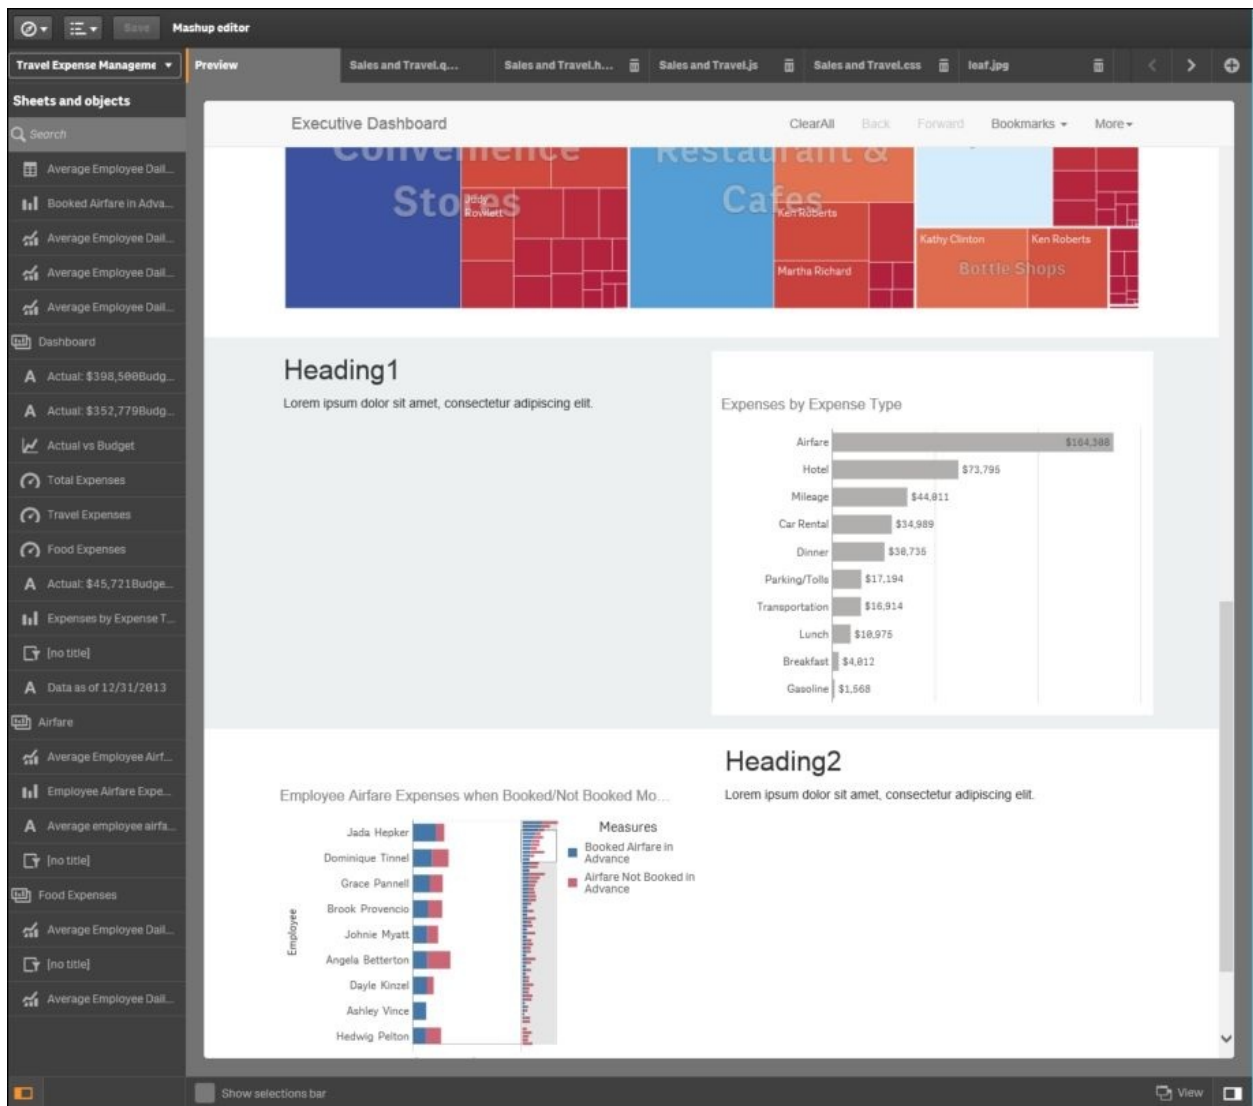 Save
Mashup editor
Travel Expense Manageme
Preview
Sales and Travel.q...
Sales and Travel.h...
Sales and Travel.js
Sales and Travel.css
leaf.jpg
Sheets and objects
Search
Average Employee Dail...
Booked Airfare in Adva...
Average Employee Dail...
Average Employee Dail...
Average Employee Dail...
Dashboard
A Actual: $398,500Budg...
A Actual: $352,779Budg...
Actual vs Budget
Total Expenses
Travel Expenses
Food Expenses
A Actual: $45,721Budge...
Expenses by Expense T...
[no title]
A Data as of 12/31/2013
Airfare
Average Employee Airf...
Employee Airfare Expe...
A Average employee airfa...
[no title]
Food Expenses
Average Employee Dail...
[no title]
Average Employee Dail...
Executive Dashboard
ClearAll
Back
Forward
Bookmarks
More
Convenience
Stores
Rowlett
Restaurant &
Cafes
Ken Roberts
Martha Richard
Kathy Clinton
Ken Roberts
Bottle Shops
Heading1
Lorem ipsum dolor sit amet, consectetur adipiscing elit.
Expenses by Expense Type
Airfare $164,308
Hotel $73,795
Mileage $44,011
Car Rental $34,989
Dinner $30,735
Parking/Tolls $17,194
Transportation $16,914
Lunch $10,975
Breakfast $4,012
Gasoline $1,568
Heading2
Lorem ipsum dolor sit amet, consectetur adipiscing elit.
Employee Airfare Expenses when Booked/Not Booked Mo...
Employee
Jada Hepker
Dominique Tinnel
Grace Pannell
Brook Provencio
Johnie Myatt
Angela Betterton
Dayle Kinzel
Ashley Vince
Hedwig Pelton
Measures
Booked Airfare in
Advance
Airfare Not Booked in
Advance
Show selections bar
View